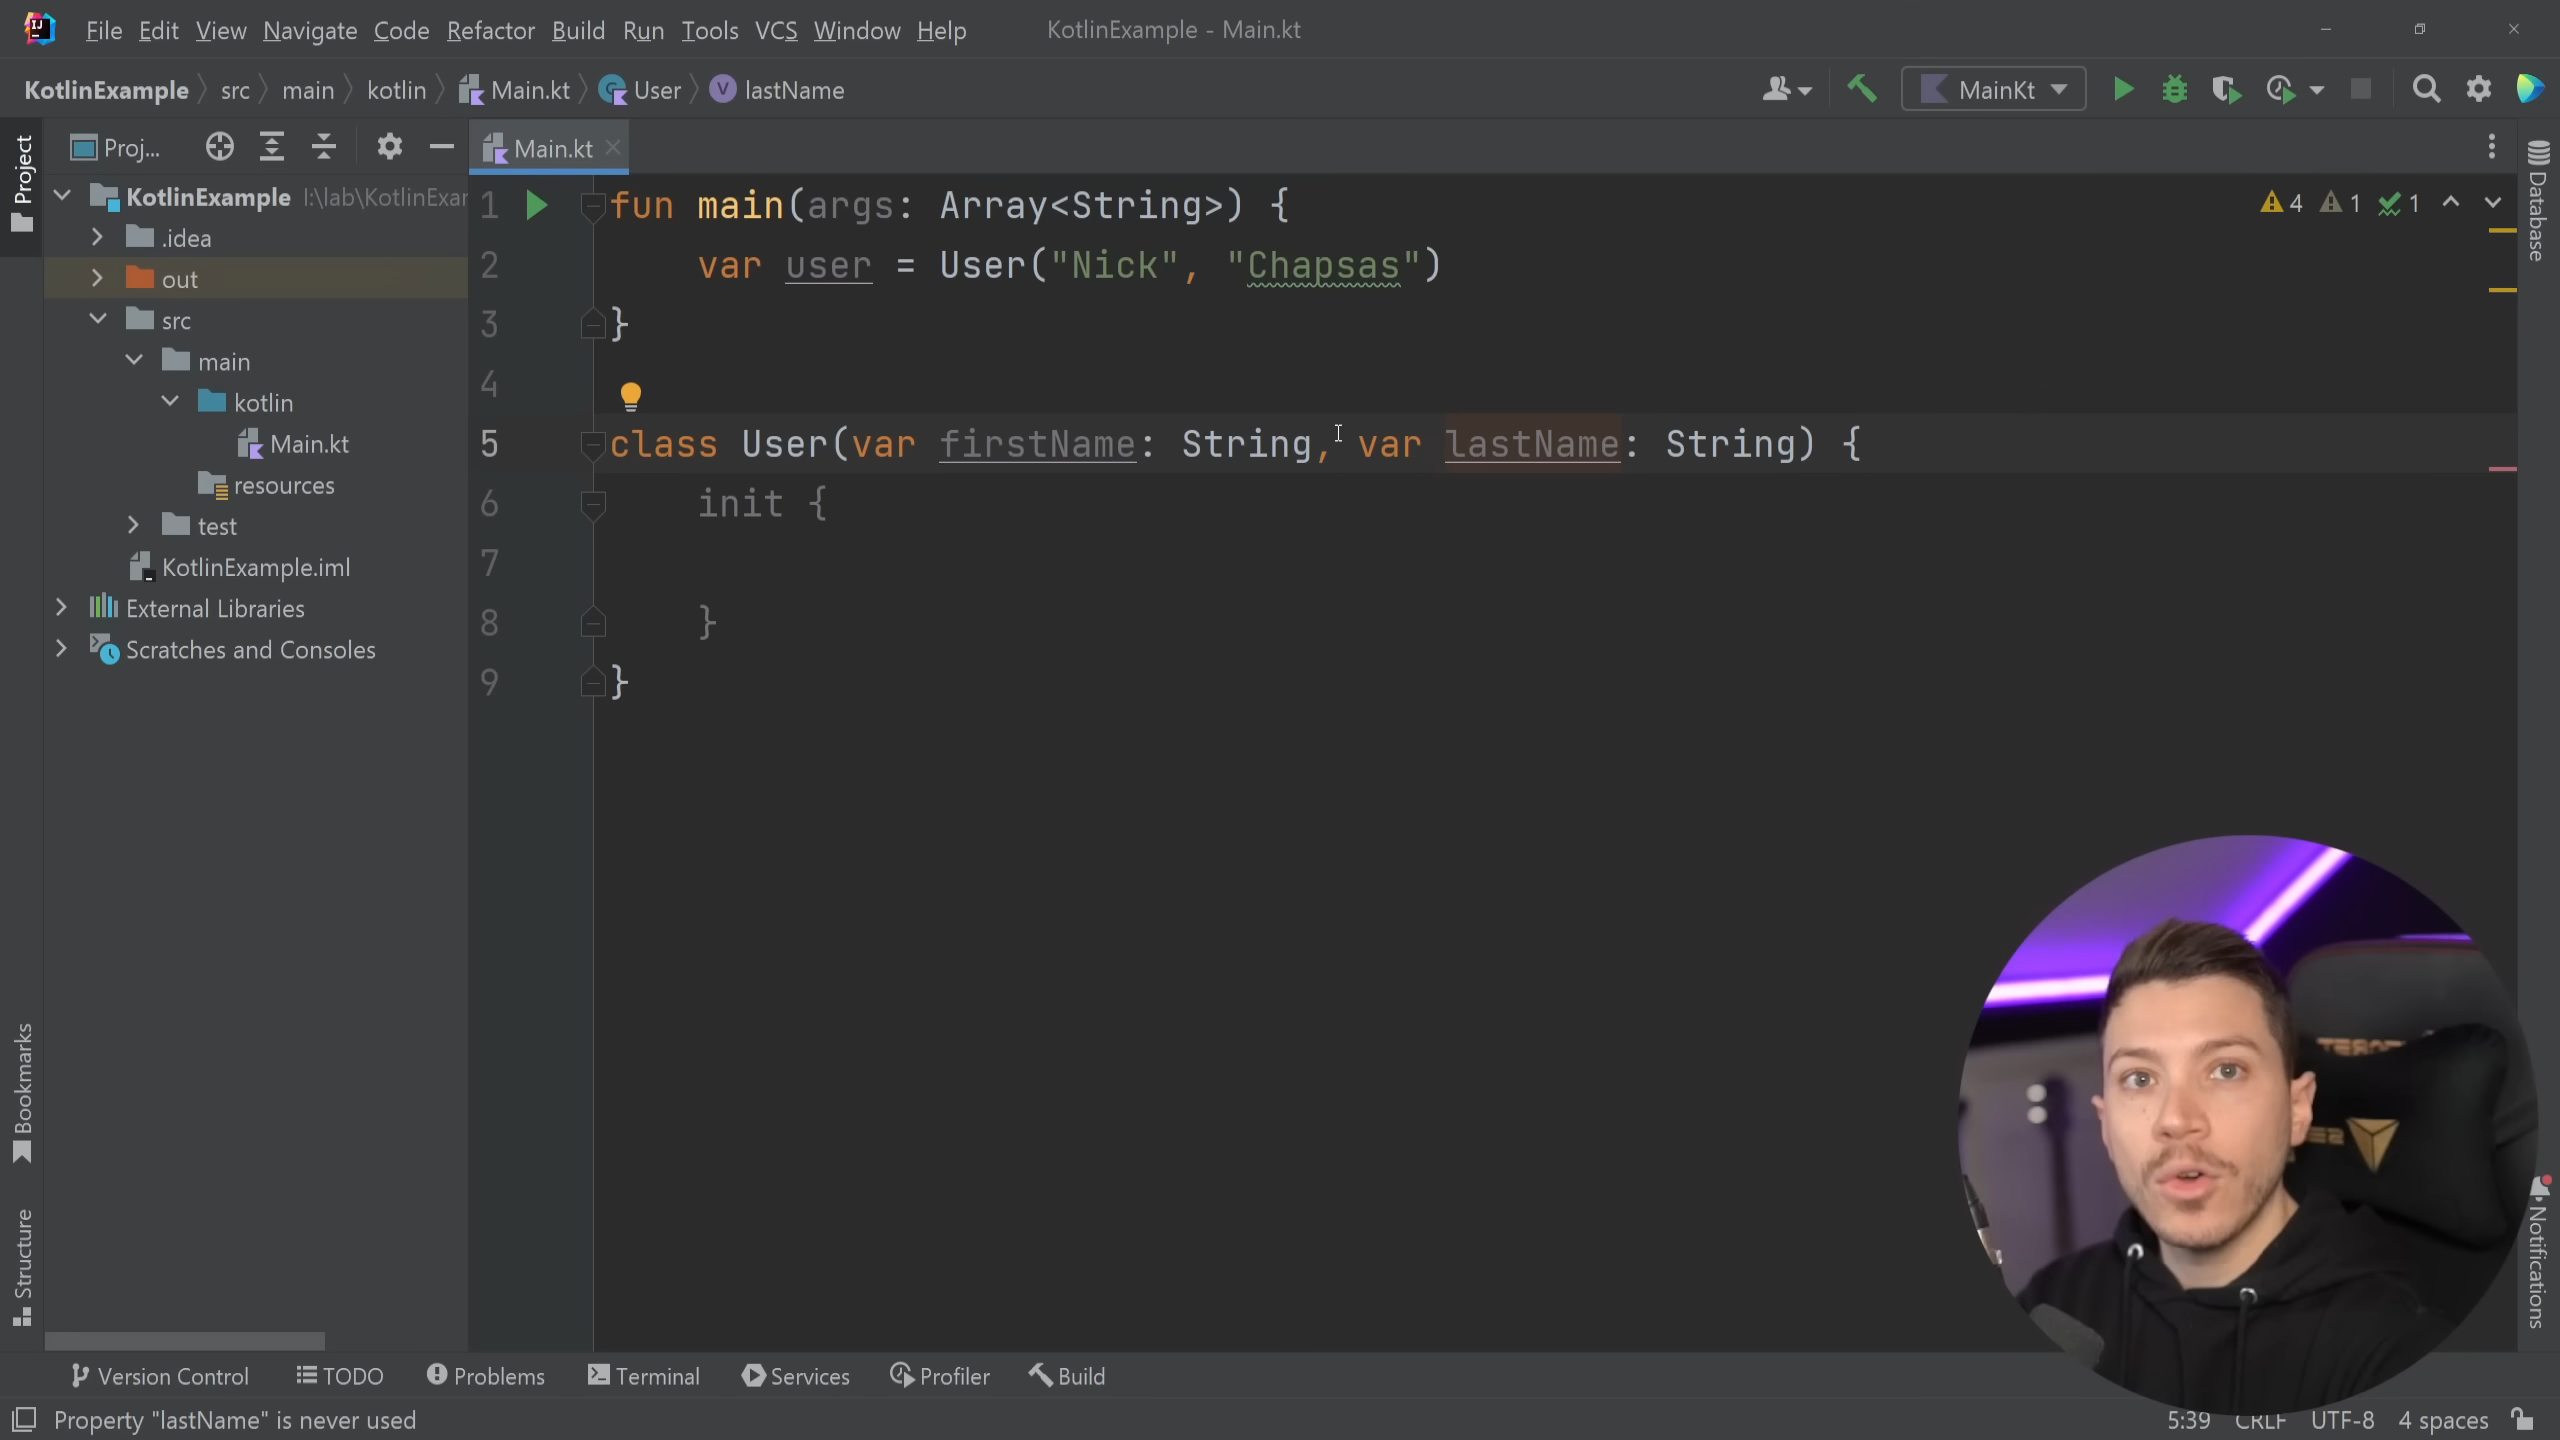 File Edit View Navigate Code Refactor Build Run Tools VCS Window Help KotlinExample - Main.kt
KotlinExample src main kotlin Main.kt User lastName MainKt
Project
Proj...
Main.kt
KotlinExample I:\lab\KotlinExar
.idea
out
src
main
kotlin
Main.kt
resources
test
KotlinExample.iml
External Libraries
Scratches and Consoles
1 fun main(args: Array<String>) {
2 var user = User("Nick", "Chapsas")
3 }
4
5 class User(var firstName: String, var lastName: String) {
6 init {
7
8 }
9 }
4 1 1
Database
Notifications
Bookmarks
Structure
Version Control TODO Problems Terminal Services Profiler Build
Property "lastName" is never used 5:39 CRLF UTF-8 4 spaces